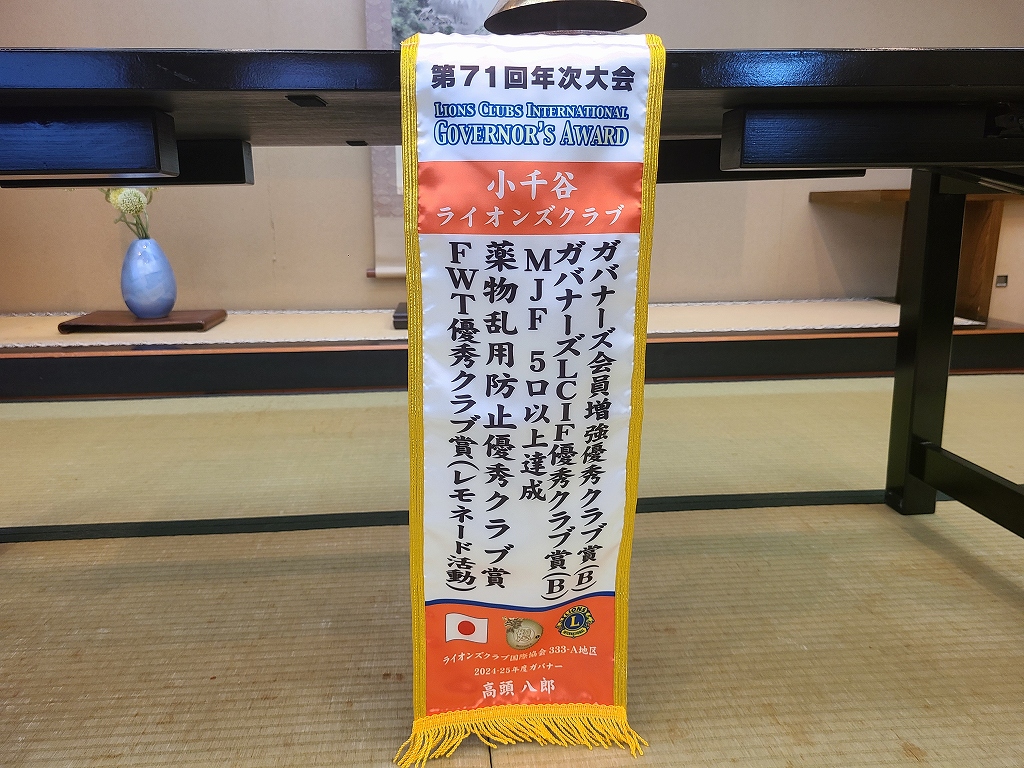 第71回年次大会
LIONS CLUBS INTERNATIONAL
GOVERNOR'S AWARD
小千谷
ライオンズクラブ
ガバナーズ会員増強優秀クラブ賞(B)
ガバナーズLCIF優秀クラブ賞(B)
MJF 5口以上達成
薬物乱用防止優秀クラブ賞
FWT優秀クラブ賞(レモネード活動)
LIONS
L
ライオンズクラブ国際協会 333-A地区
2024-25年度ガバナー
高頭 八郎